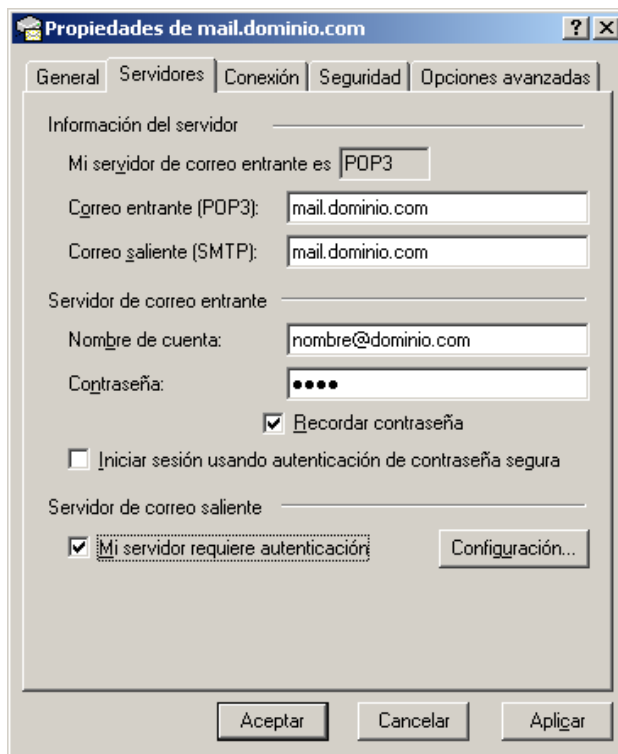 Propiedades de mail.dominio.com
General Servidores Conexión Seguridad Opciones avanzadas
Información del servidor
Mi servidor de correo entrante es POP3
Correo entrante (POP3): mail.dominio.com
Correo saliente (SMTP): mail.dominio.com
Servidor de correo entrante
Nombre de cuenta: nombre@dominio.com
Contraseña: ●●●●
Recordar contraseña
Iniciar sesión usando autenticación de contraseña segura
Servidor de correo saliente
Mi servidor requiere autenticación Configuración...
Aceptar Cancelar Aplicar